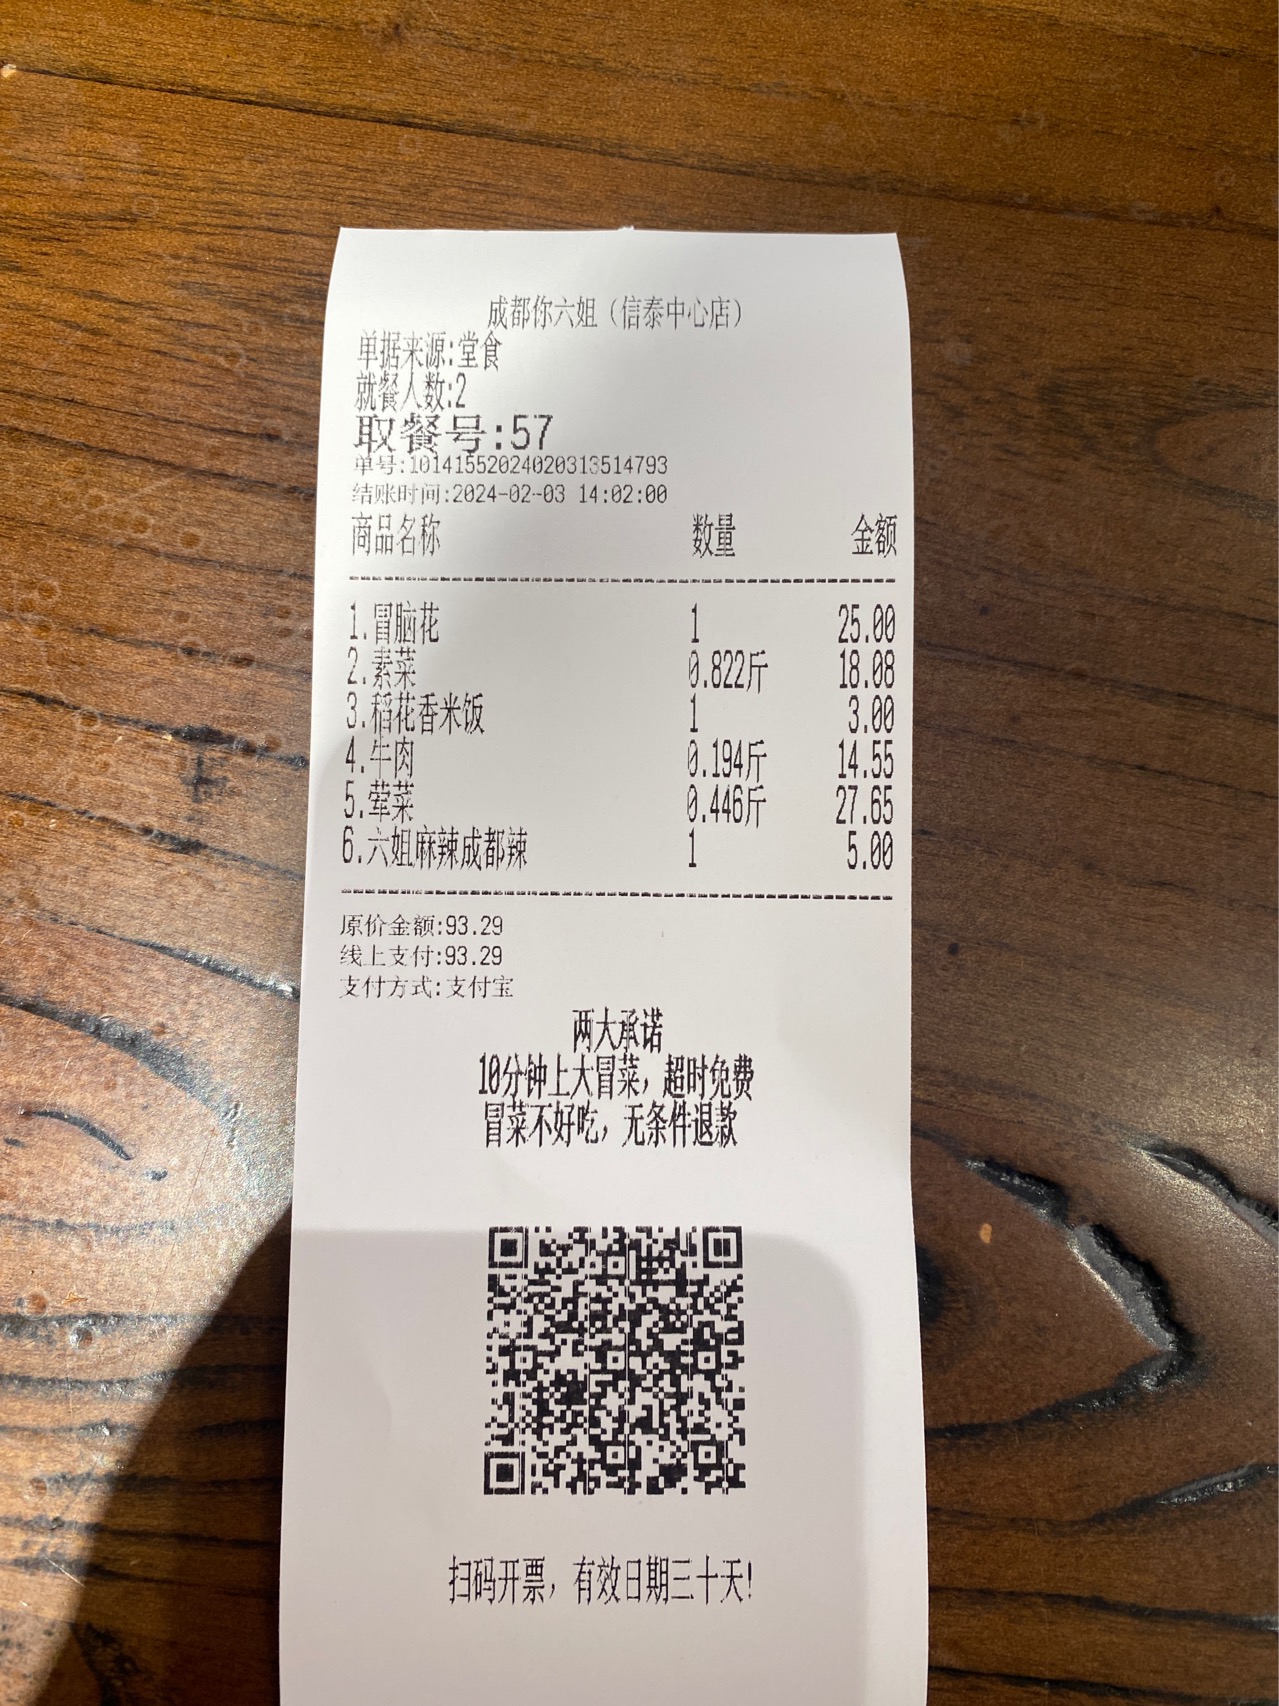 成都你六姐（信泰中心店）
单据来源:堂食
就餐人数:2
取餐号:57
单号:10141552024020313514793
结账时间:2024-02-03 14:02:00
商品名称 数量 金额
1.冒脑花 1 25.00
2.素菜 0.822斤 18.08
3.稻花香米饭 1 3.00
4.牛肉 0.194斤 14.55
5.荤菜 0.446斤 27.65
6.六姐麻辣成都辣 1 5.00
原价金额:93.29
线上支付:93.29
支付方式:支付宝
两大承诺
10分钟上大冒菜，超时免费
冒菜不好吃，无条件退款
扫码开票，有效日期三十天!